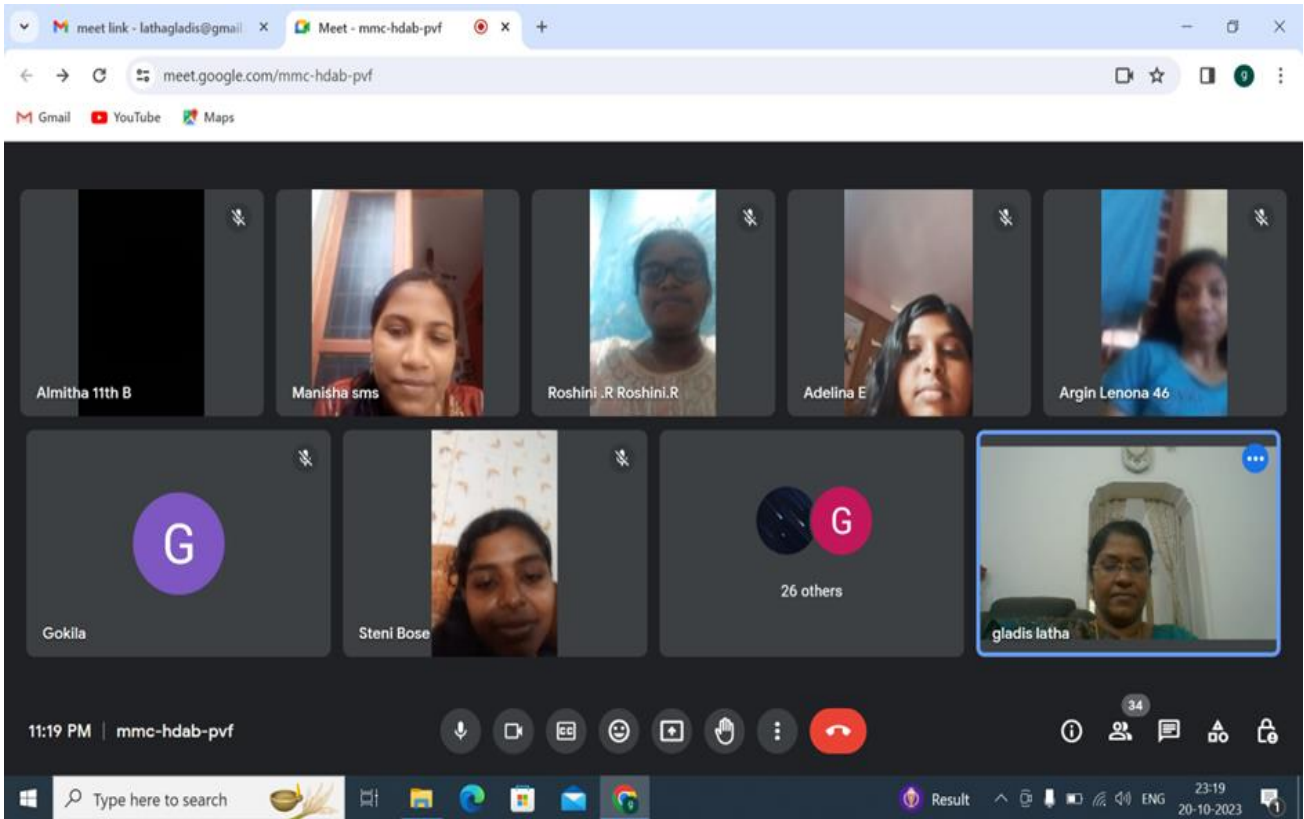 meet link - lathagladis@gmail
Meet - mmc-hdab-pvf
meet.google.com/mmc-hdab-pvf
g
Gmail
YouTube
Maps
Almitha 11th B
Manisha sms
Roshini .R Roshini.R
Adelina E
Argin Lenona 46
G
Gokila
Steni Bose
G
26 others
gladis latha
11:19 PM | mmc-hdab-pvf
CC
34
Type here to search
g
Result
ENG
23:19
20-10-2023
1